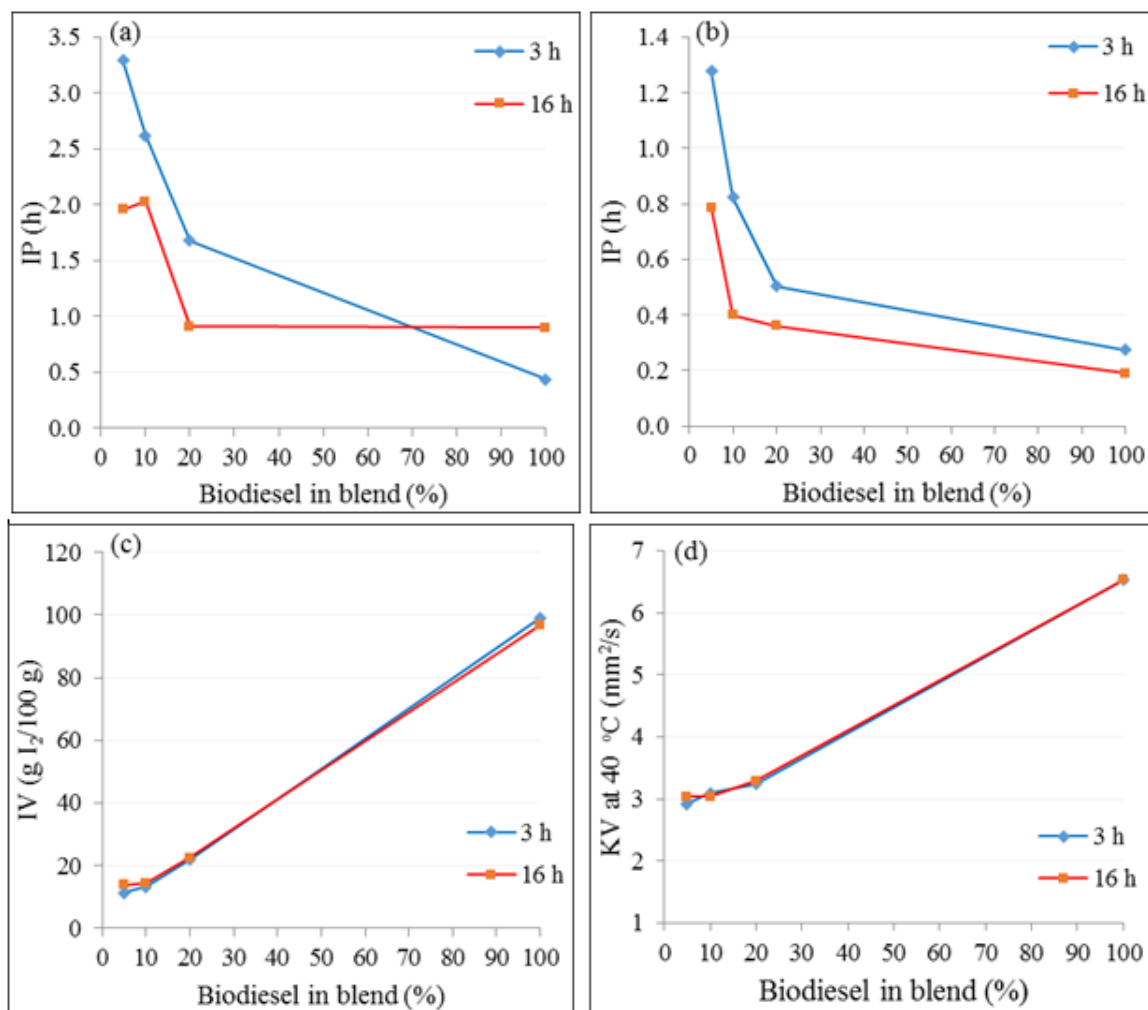 (a)
3 h
16 h
3.5
3.0
2.5
2.0
1.5
1.0
0.5
0.0
IP (h)
0 10 20 30 40 50 60 70 80 90 100
Biodiesel in blend (%)
(b)
3 h
16 h
1.4
1.2
1.0
0.8
0.6
0.4
0.2
0.0
IP (h)
0 10 20 30 40 50 60 70 80 90 100
Biodiesel in blend (%)
(c)
120
100
80
60
40
20
0
IV (g I₂/100 g)
3 h
16 h
0 10 20 30 40 50 60 70 80 90 100
Biodiesel in blend (%)
(d)
7
6
5
4
3
2
1
KV at 40 °C (mm²/s)
3 h
16 h
0 10 20 30 40 50 60 70 80 90 100
Biodiesel in blend (%)